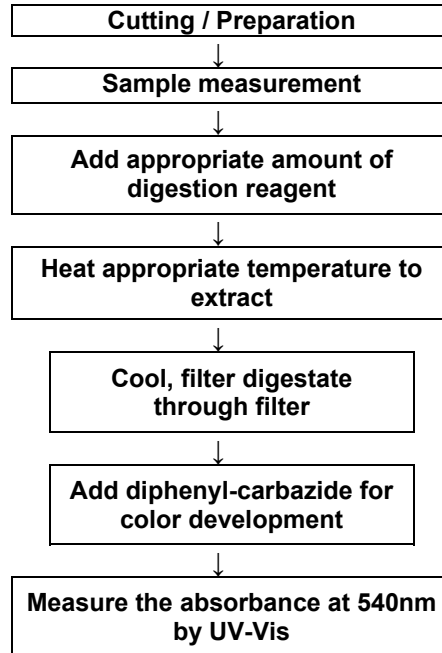 Cutting / Preparation
↓
Sample measurement
↓
Add appropriate amount of
digestion reagent
↓
Heat appropriate temperature to
extract
↓
Cool, filter digestate
through filter
↓
Add diphenyl-carbazide for
color development
↓
Measure the absorbance at 540nm
by UV-Vis